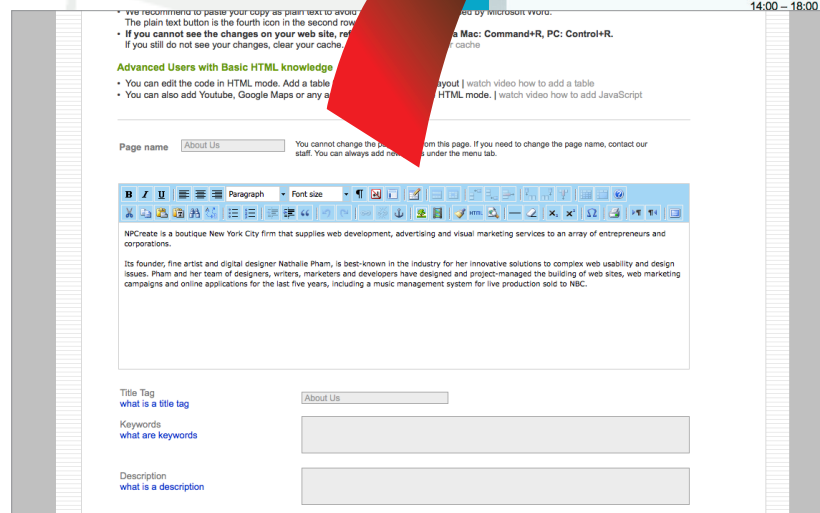 14:00 – 18:00
• We recommend to paste your copy as plain text to avoid by Microsoft Word.
The plain text button is the fourth icon in the second row
• If you cannot see the changes on your web site, a Mac: Command+R, PC: Control+R.
If you still do not see your changes, clear your cache. cache
Advanced Users with Basic HTML knowledge
• You can edit the code in HTML mode. Add a table | watch video how to add a table
• You can also add Youtube, Google Maps or any HTML mode. | watch video how to add JavaScript
Page name
About Us
You cannot change the from this page. If you need to change the page name, contact our
staff. You can always add under the menu tab.
B I U Paragraph Font size
HTML
NPCreate is a boutique New York City firm that supplies web development, advertising and visual marketing services to an array of entrepreneurs and
corporations.
Its founder, fine artist and digital designer Nathalie Pham, is best-known in the industry for her innovative solutions to complex web usability and design
issues. Pham and her team of designers, writers, marketers and developers have designed and project-managed the building of web sites, web marketing
campaigns and online applications for the last five years, including a music management system for live production sold to NBC.
Title Tag
what is a title tag
About Us
Keywords
what are keywords
Description
what is a description